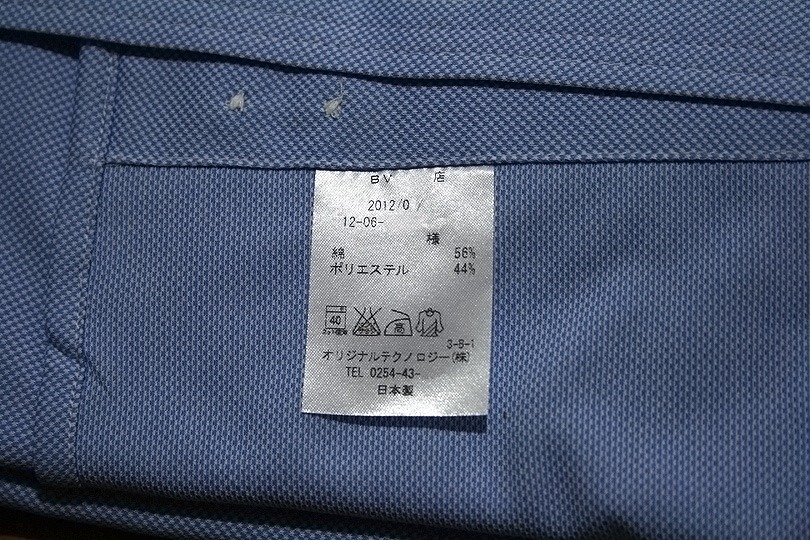 BV 店
2012/0 /
12-06-
様
綿 56%
ポリエステル 44%
40
高
3-B-1
オリジナルテクノロジー(株)
TEL 0254-43-
日本製